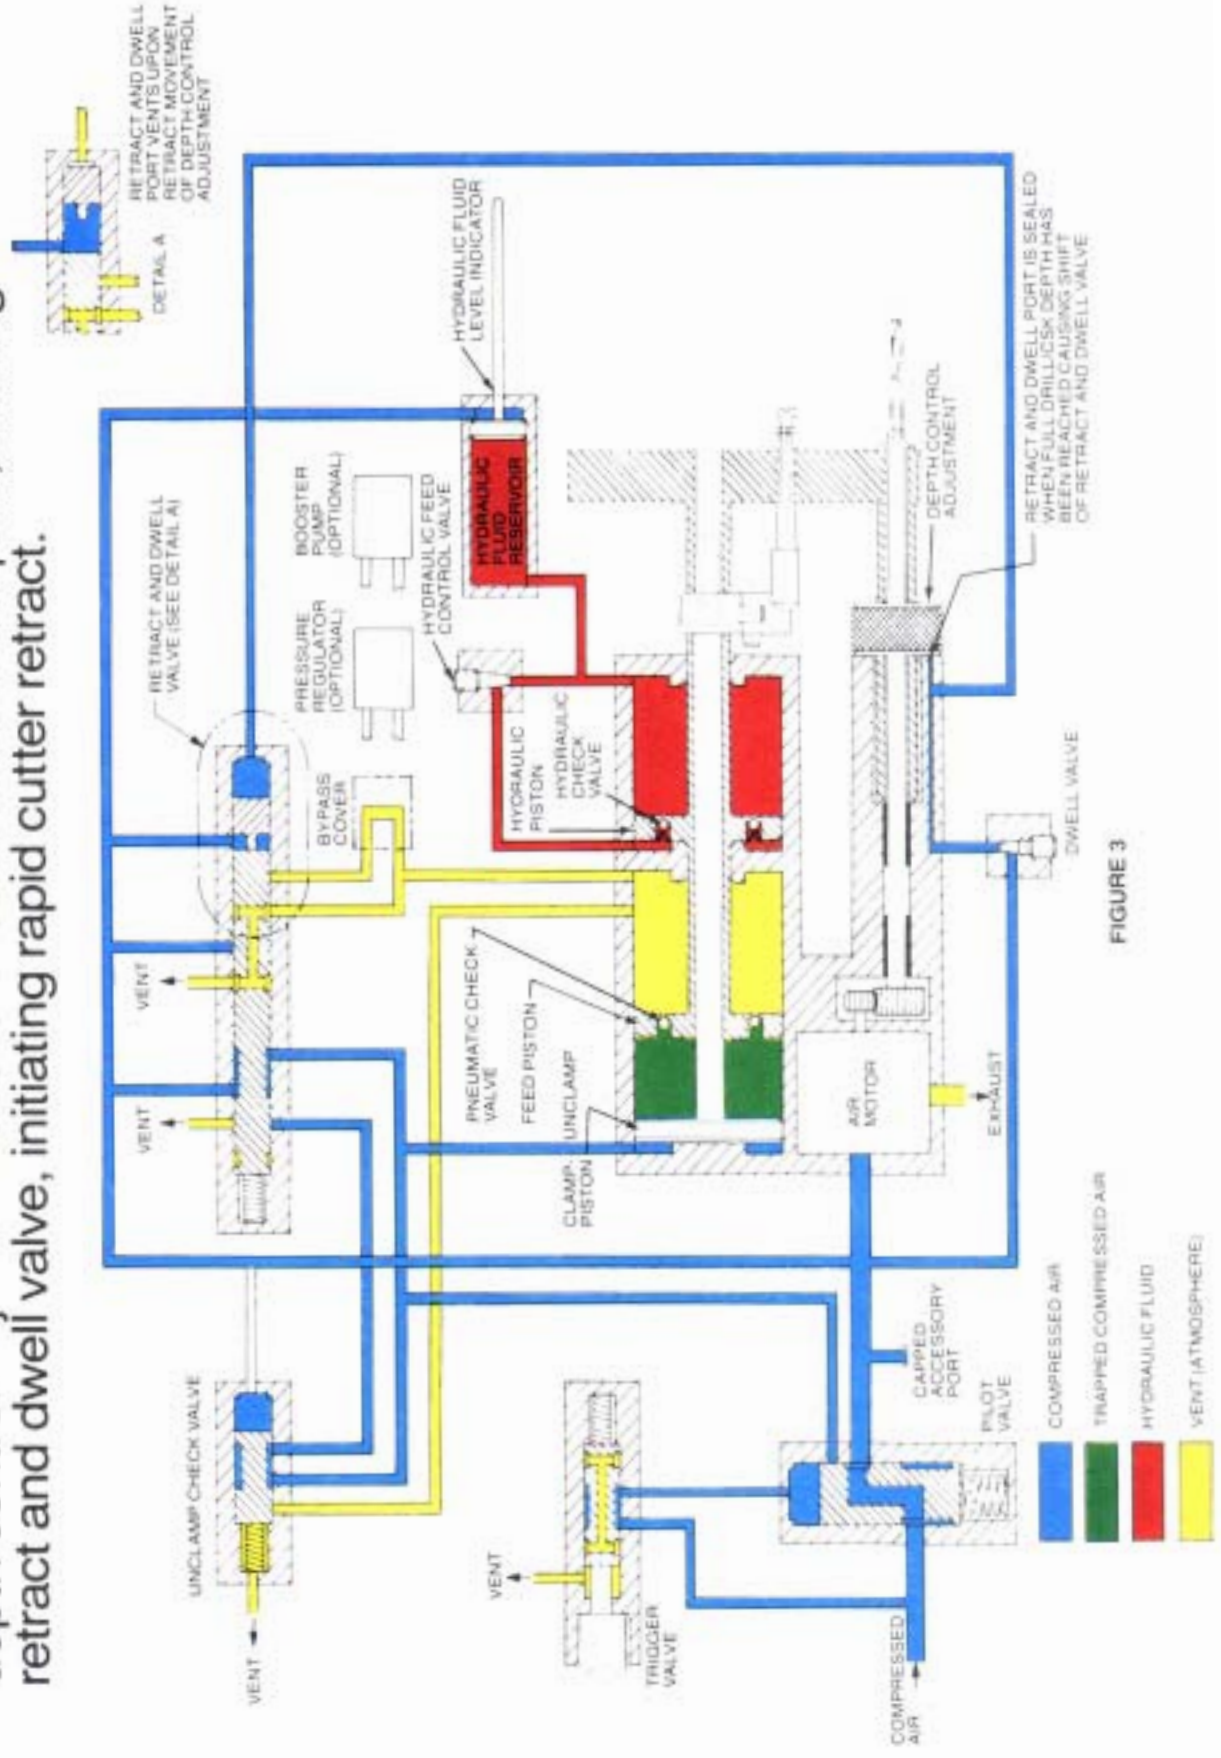 retract and dwell valve, initiating rapid cutter retract.
RETRACT AND DWELL
PORT VENTS UPON
RETRACT MOVEMENT
OF DEPTH CONTROL
ADJUSTMENT
DETAIL A
RETRACT AND DWELL
VALVE (SEE DETAIL A)
UNCLAMP CHECK VALVE
VENT
VENT
VENT
BYPASS
COVER
PRESSURE
REGULATOR
(OPTIONAL)
BOOSTER
PUMP
(OPTIONAL)
HYDRAULIC FEED
CONTROL VALVE
HYDRAULIC FLUID
LEVEL INDICATOR
HYDRAULIC
FLUID
RESERVOIR
PNEUMATIC CHECK
VALVE
FEED PISTON
HYDRAULIC
PISTON
HYDRAULIC
CHECK
VALVE
CLAMP- UNCLAMP
PISTON
VENT
TRIGGER
VALVE
AIR
MOTOR
EXHAUST
DEPTH CONTROL
ADJUSTMENT
RETRACT AND DWELL PORT IS SEALED
WHEN FULL DRILL/CSK DEPTH HAS
BEEN REACHED CAUSING SHIFT
OF RETRACT AND DWELL VALVE
COMPRESSED
AIR
CAPPED
ACCESSORY
PORT
PILOT
VALVE
DWELL VALVE
COMPRESSED AIR
TRAPPED COMPRESSED AIR
HYDRAULIC FLUID
VENT (ATMOSPHERE)
FIGURE 3